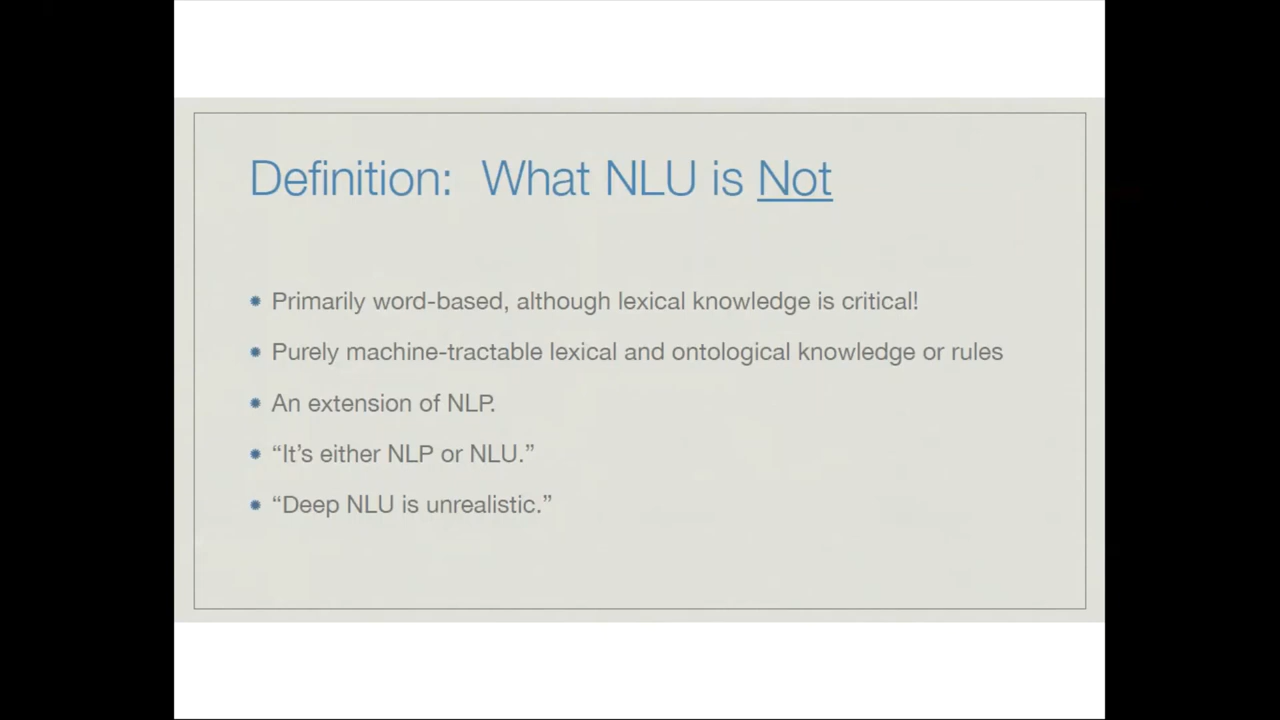 Definition: What NLU is Not
Primarily word-based, although lexical knowledge is critical!
Purely machine-tractable lexical and ontological knowledge or rules
An extension of NLP.
“It’s either NLP or NLU.”
“Deep NLU is unrealistic.”